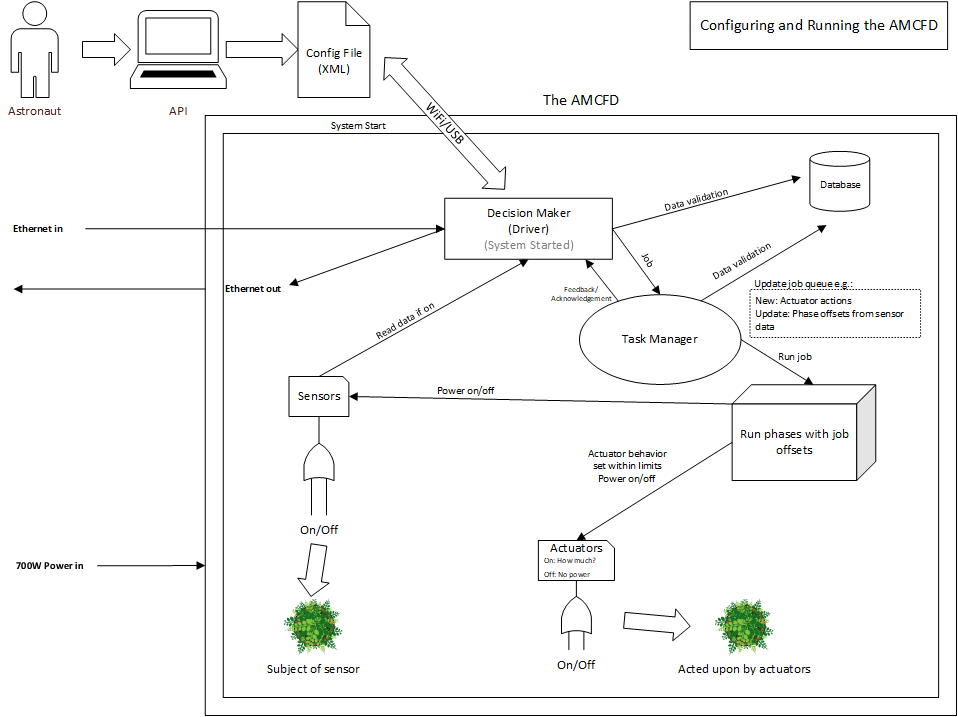 Configuring and Running the AMCFD
Config File
(XML)
Astronaut
API
The AMCFD
System Start
WiFi/USB
Database
Decision Maker
(Driver)
(System Started)
Data validation
Ethernet in
Job
Data validation
Ethernet out
Feedback/
Acknowledgement
Update job queue e.g.:
New: Actuator actions
Update: Phase offsets from sensor
data
Read data if on
Task Manager
Run job
Sensors
Power on/off
Run phases with job
offsets
Actuator behavior
set within limits
Power on/off
On/Off
Actuators
On: How much?
Off: No power
700W Power in
Subject of sensor
On/Off
Acted upon by actuators